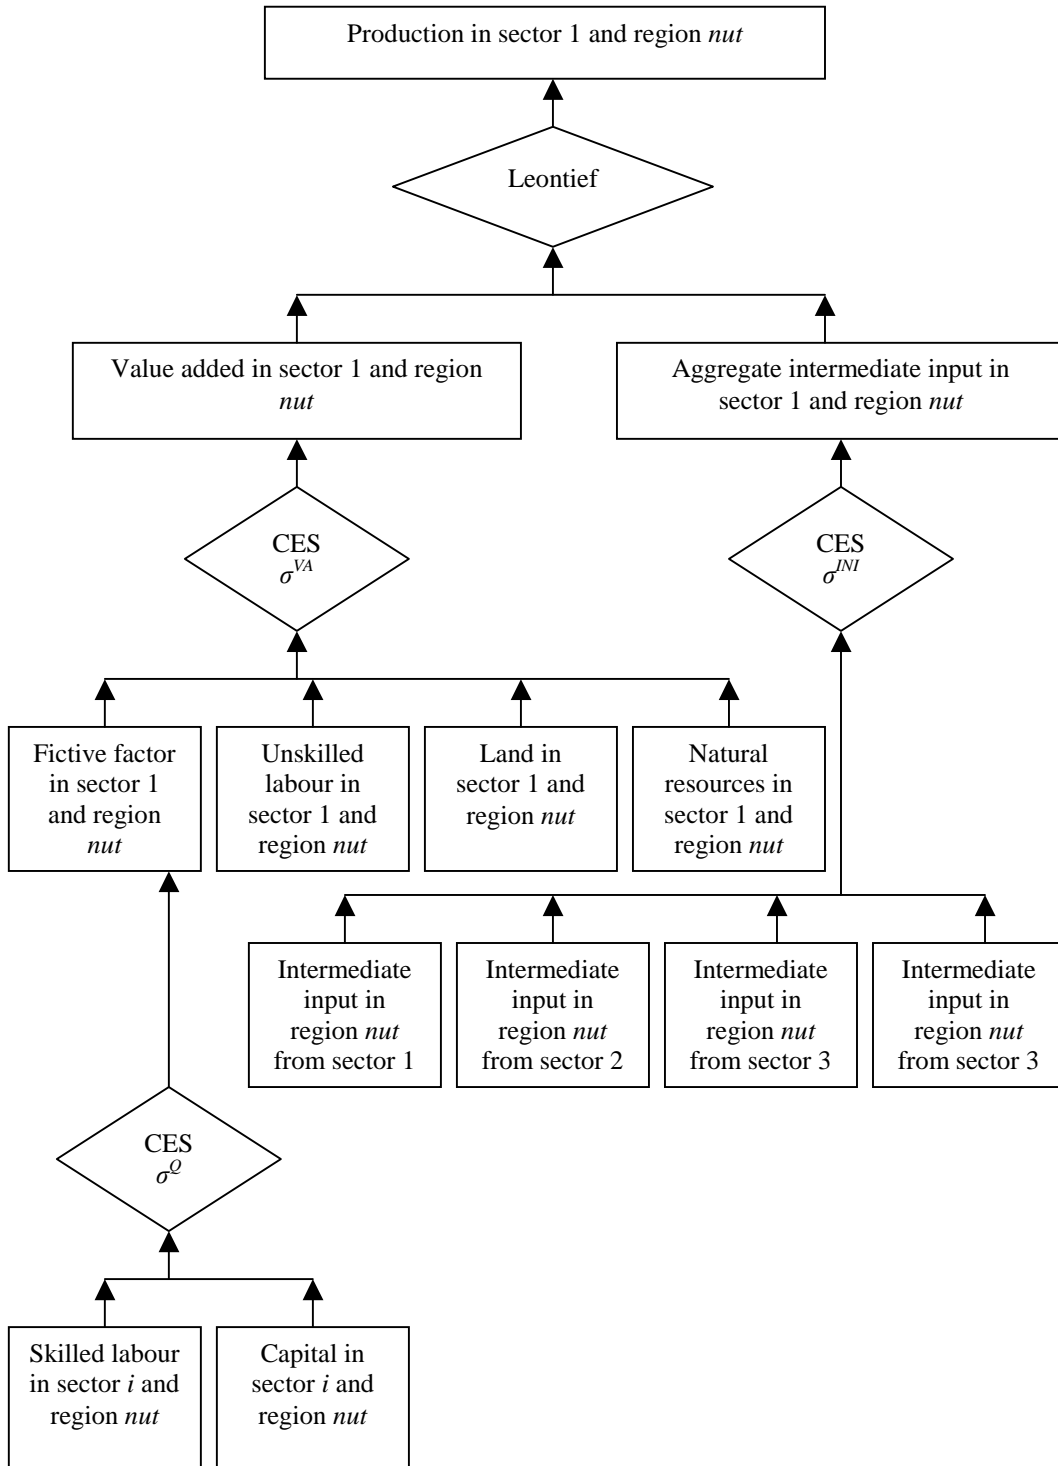 Production in sector 1 and region nut
Leontief
Value added in sector 1 and region
nut
Aggregate intermediate input in
sector 1 and region nut
CES
σ^VA
CES
σ^INI
Fictive factor
in sector 1
and region
nut
Unskilled
labour in
sector 1 and
region nut
Land in
sector 1 and
region nut
Natural
resources in
sector 1 and
region nut
Intermediate
input in
region nut
from sector 1
Intermediate
input in
region nut
from sector 2
Intermediate
input in
region nut
from sector 3
Intermediate
input in
region nut
from sector 3
CES
σ^Q
Skilled labour
in sector i and
region nut
Capital in
sector i and
region nut